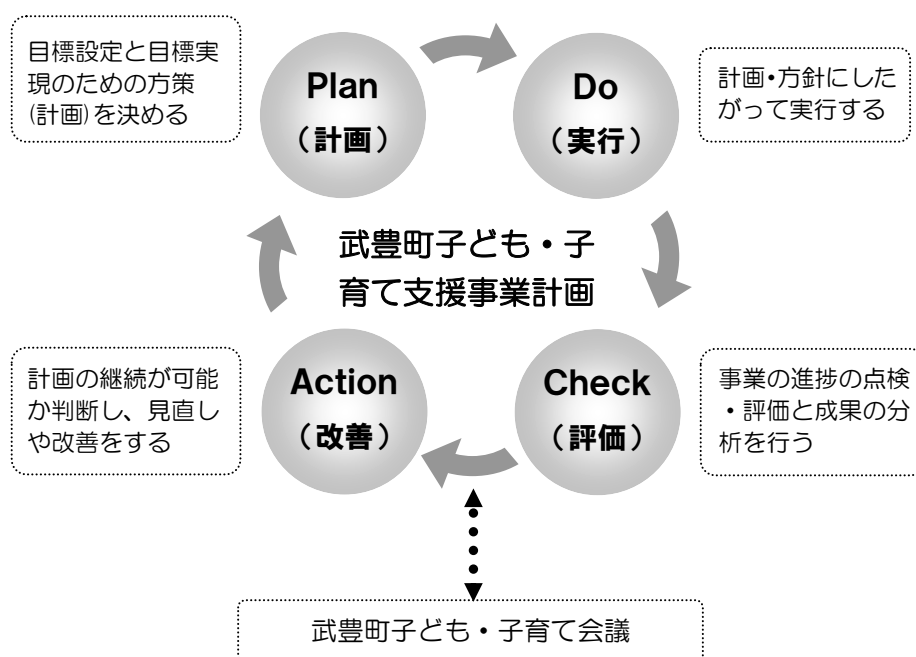 目標設定と目標実
現のための方策
(計画)を決める
Plan
（計画）
Do
（実行）
計画・方針にした
がって実行する
武豊町子ども・子
育て支援事業計画
計画の継続が可能
か判断し、見直し
や改善をする
Action
（改善）
Check
（評価）
事業の進捗の点検
・評価と成果の分
析を行う
武豊町子ども・子育て会議